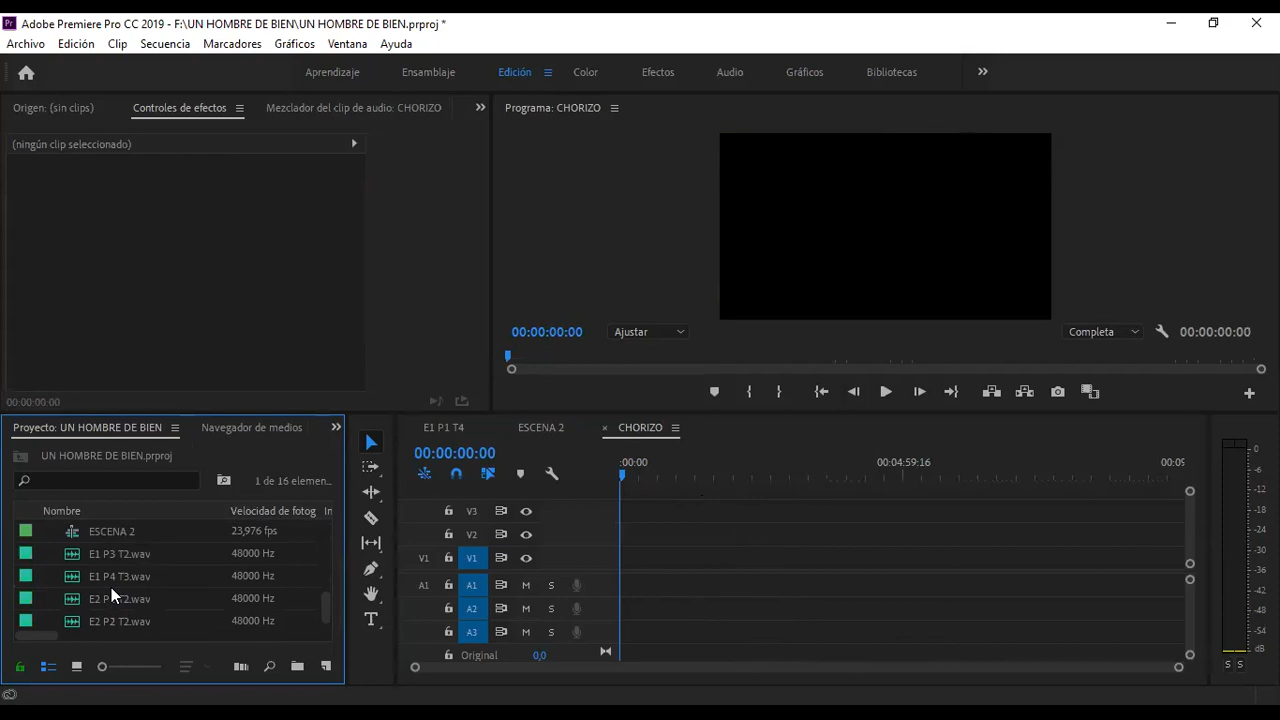 Adobe Premiere Pro CC 2019 - F:\UN HOMBRE DE BIEN\UN HOMBRE DE BIEN.prproj *
Archivo Edición Clip Secuencia Marcadores Gráficos Ventana Ayuda
Aprendizaje Ensamblaje Edición Color Efectos Audio Gráficos Bibliotecas
Origen: (sin clips) Controles de efectos Mezclador del clip de audio: CHORIZO
Programa: CHORIZO
(ningún clip seleccionado)
00:00:00:00
00:00:00:00 Ajustar Completa 00:00:00:00
Proyecto: UN HOMBRE DE BIEN Navegador de medios
UN HOMBRE DE BIEN.prproj
1 de 16 elemen...
Nombre Velocidad de fotog In
ESCENA 2 23,976 fps
E1 P3 T2.wav 48000 Hz
E1 P4 T3.wav 48000 Hz
E2 P T2.wav 48000 Hz
E2 P2 T2.wav 48000 Hz
E1 P1 T4 ESCENA 2 × CHORIZO
00:00:00:00
:00:00 00:04:59:16 00:09
V3
V2
V1 V1
A1 A1 M S
A2 M S
A3 M S
Original 0,0
0
-6
-12
-18
-24
-30
-36
-42
-48
-54
dB
S S